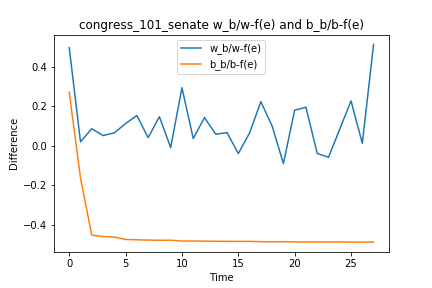 congress_101_senate w_b/w-f(e) and b_b/b-f(e)
w_b/w-f(e)
b_b/b-f(e)
0.4
0.2
0.0
−0.2
−0.4
Difference
0 5 10 15 20 25
Time